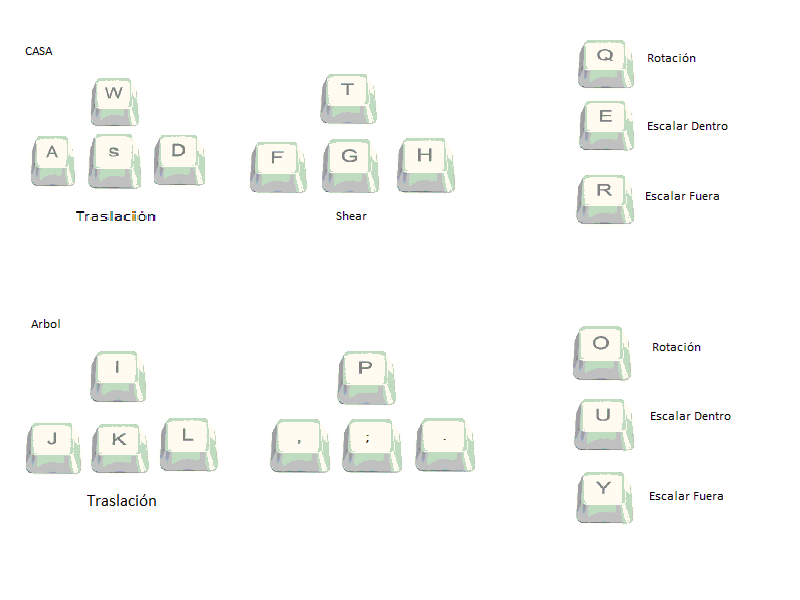 CASA
W
A s D
Traslación
T
F G H
Shear
Q Rotación
E Escalar Dentro
R Escalar Fuera
Arbol
I
J K L
Traslación
P
, ; .
O Rotación
U Escalar Dentro
Y Escalar Fuera